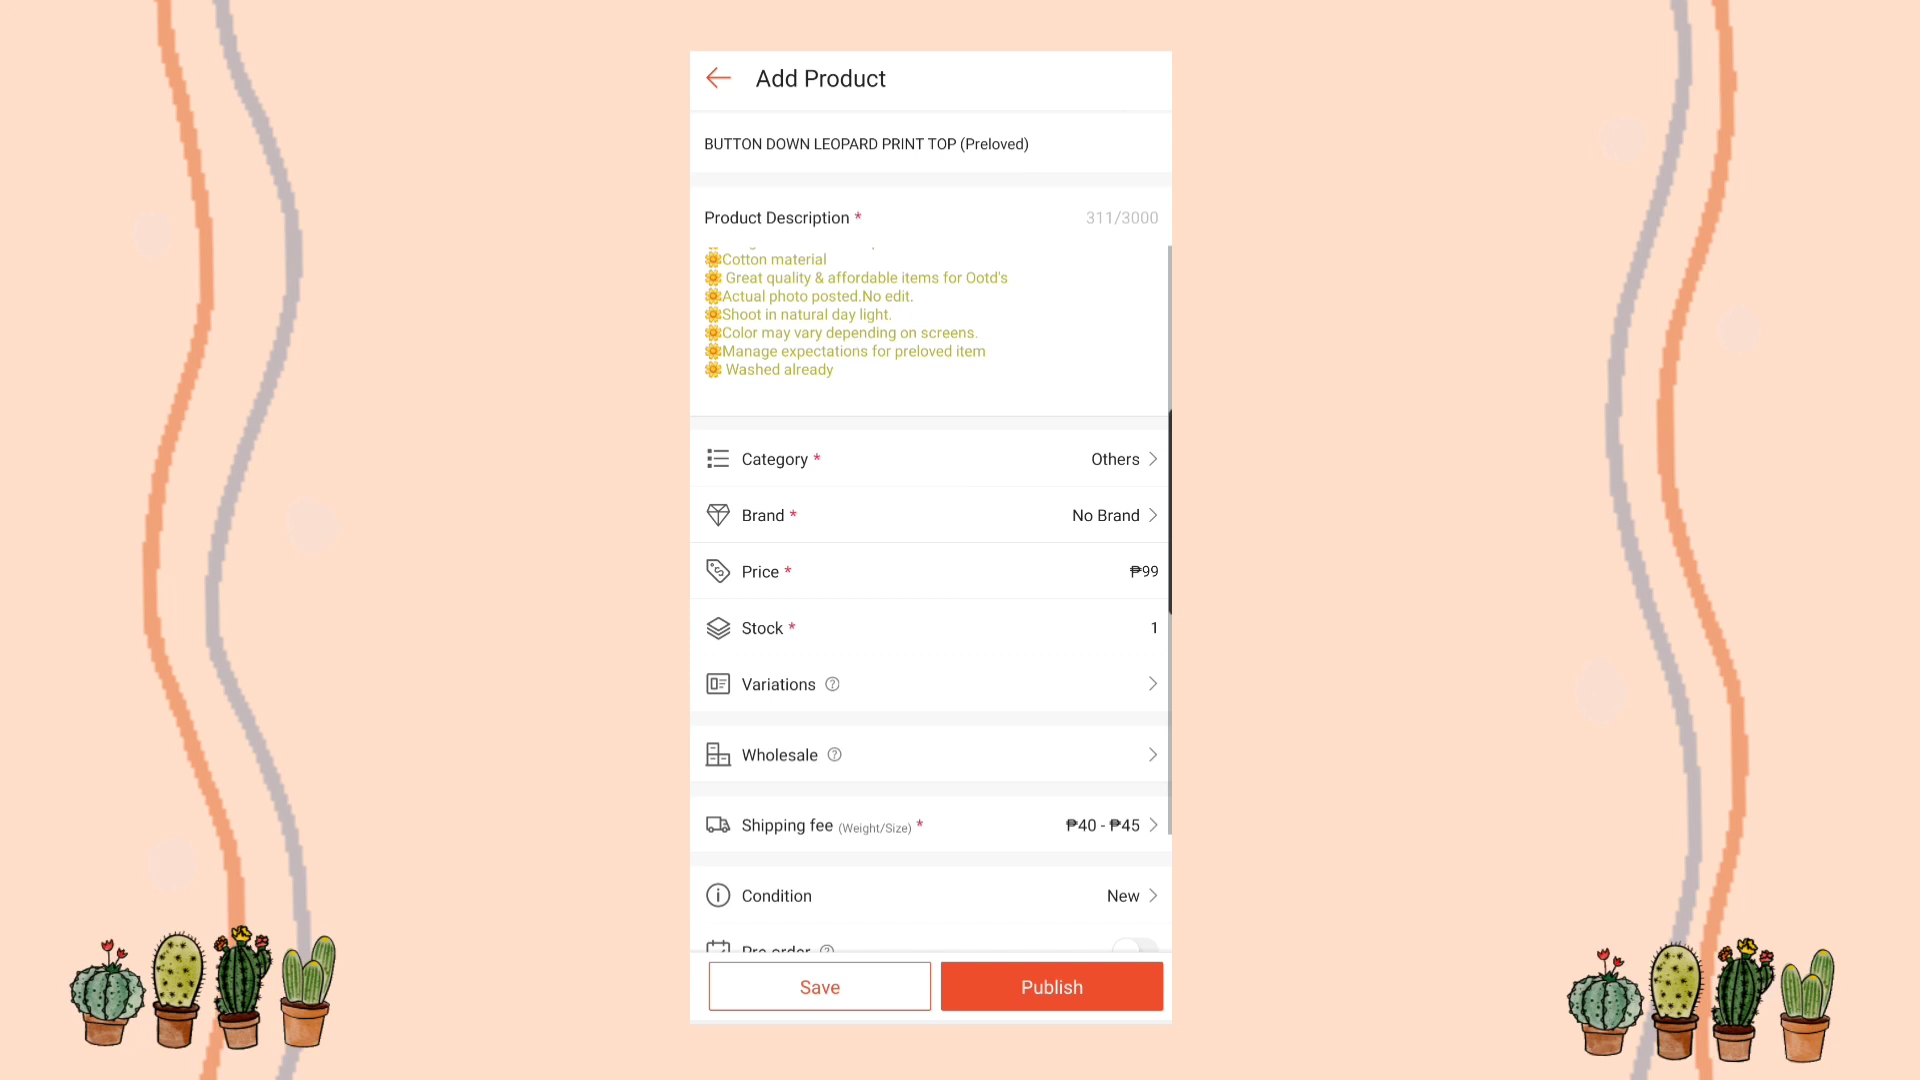 Add Product
BUTTON DOWN LEOPARD PRINT TOP (Preloved)
Product Description * 311/3000
Cotton material
Great quality & affordable items for Ootd's
Actual photo posted.No edit.
Shoot in natural day light.
Color may vary depending on screens.
Manage expectations for preloved item
Washed already
Category * Others
Brand * No Brand
Price * ₱99
Stock * 1
Variations ?
Wholesale ?
Shipping fee (Weight/Size) * ₱40 - ₱45
Condition New
Pre order ?
Save Publish